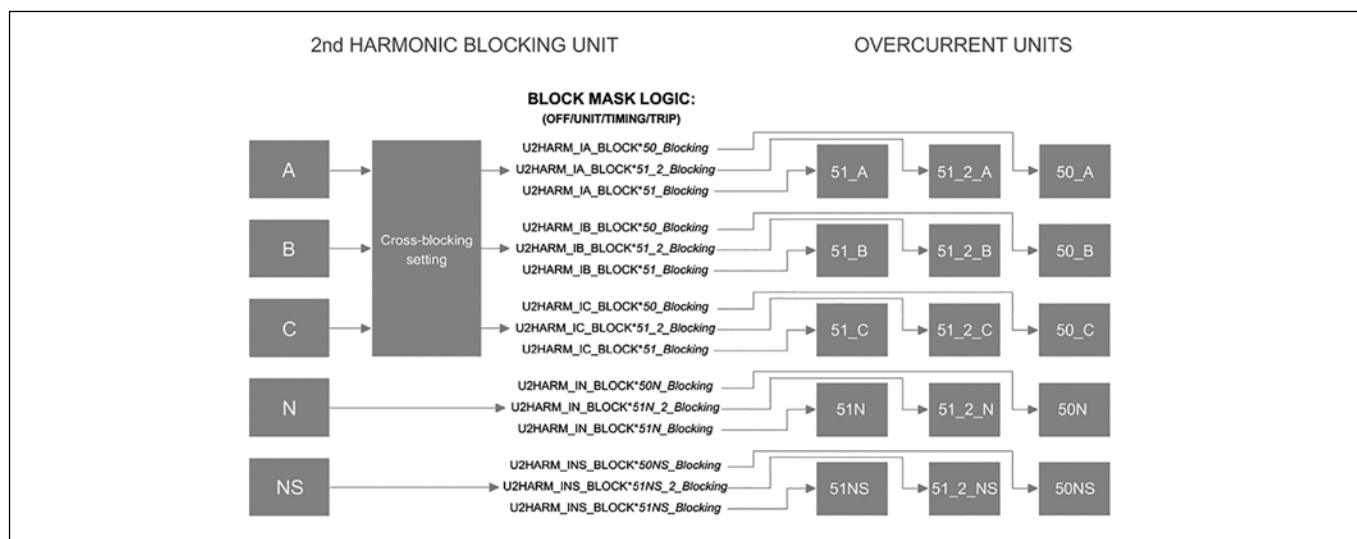 2nd HARMONIC BLOCKING UNIT
OVERCURRENT UNITS
BLOCK MASK LOGIC:
(OFF/UNIT/TIMING/TRIP)
A
Cross-blocking
setting
U2HARM_IA_BLOCK*50_Blocking
U2HARM_IA_BLOCK*51_2_Blocking
U2HARM_IA_BLOCK*51_Blocking
51_A
51_2_A
50_A
B
U2HARM_IB_BLOCK*50_Blocking
U2HARM_IB_BLOCK*51_2_Blocking
U2HARM_IB_BLOCK*51_Blocking
51_B
51_2_B
50_B
C
U2HARM_IC_BLOCK*50_Blocking
U2HARM_IC_BLOCK*51_2_Blocking
U2HARM_IC_BLOCK*51_Blocking
51_C
51_2_C
50_C
N
U2HARM_IN_BLOCK*50N_Blocking
U2HARM_IN_BLOCK*51N_2_Blocking
U2HARM_IN_BLOCK*51N_Blocking
51N
51_2_N
50N
NS
U2HARM_INS_BLOCK*50NS_Blocking
U2HARM_INS_BLOCK*51NS_2_Blocking
U2HARM_INS_BLOCK*51NS_Blocking
51NS
51_2_NS
50NS